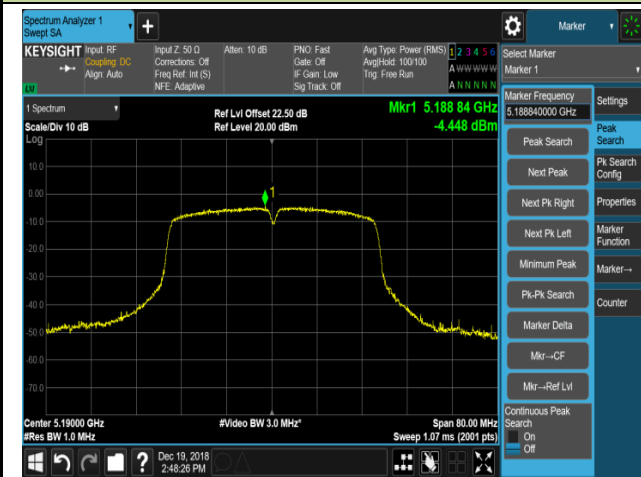 Spectrum Analyzer 1
Swept SA
+
Marker
KEYSIGHT Input: RF
Coupling: DC
Align: Auto
Input Z: 50 Ω
Corrections: Off
Freq Ref: Int (S)
NFE: Adaptive
Atten: 10 dB
PNO: Fast
Gate: Off
IF Gain: Low
Sig Track: Off
Avg Type: Power (RMS)
Avg|Hold: 100/100
Trig: Free Run
1 2 3 4 5 6
A W W W W W
A N N N N N
LU
Select Marker
Marker 1
1 Spectrum
Scale/Div 10 dB
Log
Ref Lvl Offset 22.50 dB
Ref Level 20.00 dBm
Mkr1 5.188 84 GHz
-4.448 dBm
10.0
0.00
-10.0
-20.0
-30.0
-40.0
-50.0
-60.0
-70.0
1
Center 5.19000 GHz
#Res BW 1.0 MHz
#Video BW 3.0 MHz*
Span 80.00 MHz
Sweep 1.07 ms (2001 pts)
Marker Frequency
5.188840000 GHz
Peak Search
Next Peak
Next Pk Right
Next Pk Left
Minimum Peak
Pk-Pk Search
Marker Delta
Mkr→CF
Mkr→Ref Lvl
Continuous Peak
Search
On
Off
Settings
Peak
Search
Pk Search
Config
Properties
Marker
Function
Marker→
Counter
?
Dec 19, 2018
2:48:26 PM